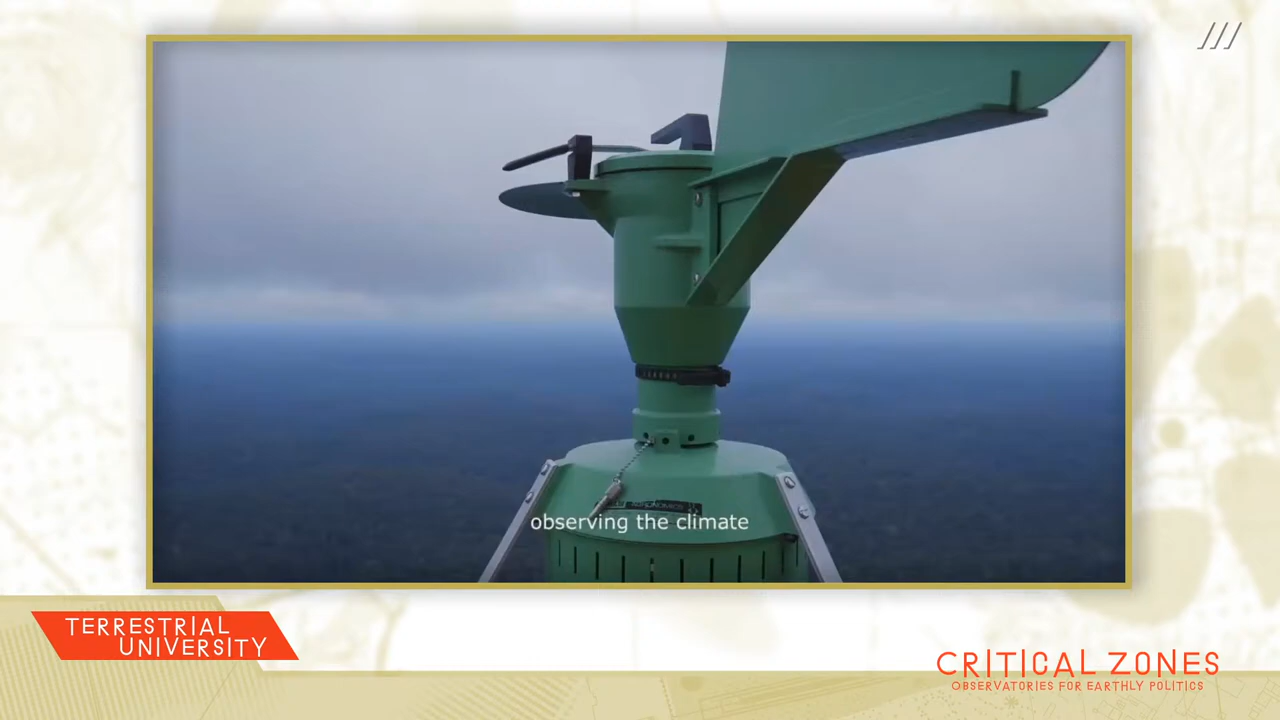 ///
observing the climate
TERRESTRIAL
UNIVERSITY
CRITICAL ZONES
OBSERVATORIES FOR EARTHLY POLITICS